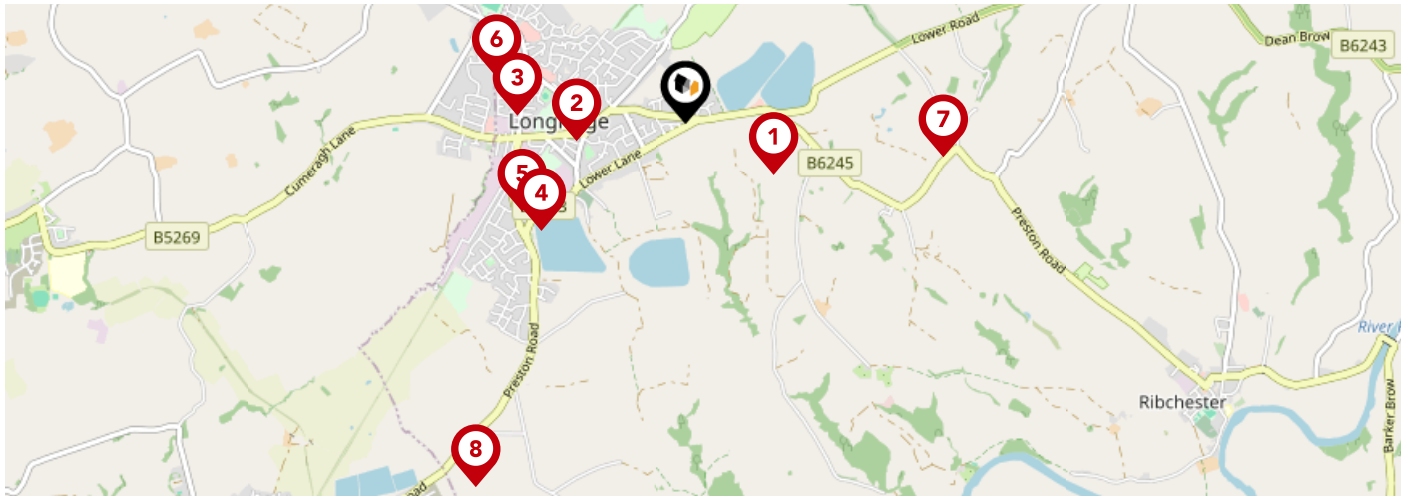 Lower Road
Dean Brow
B6243
6
3
2
Longridge
7
1
Cumeragh Lane
Lower Lane
B6245
5
4
B5269
Preston Road
River
Preston Road
Ribchester
Barker Brow
8